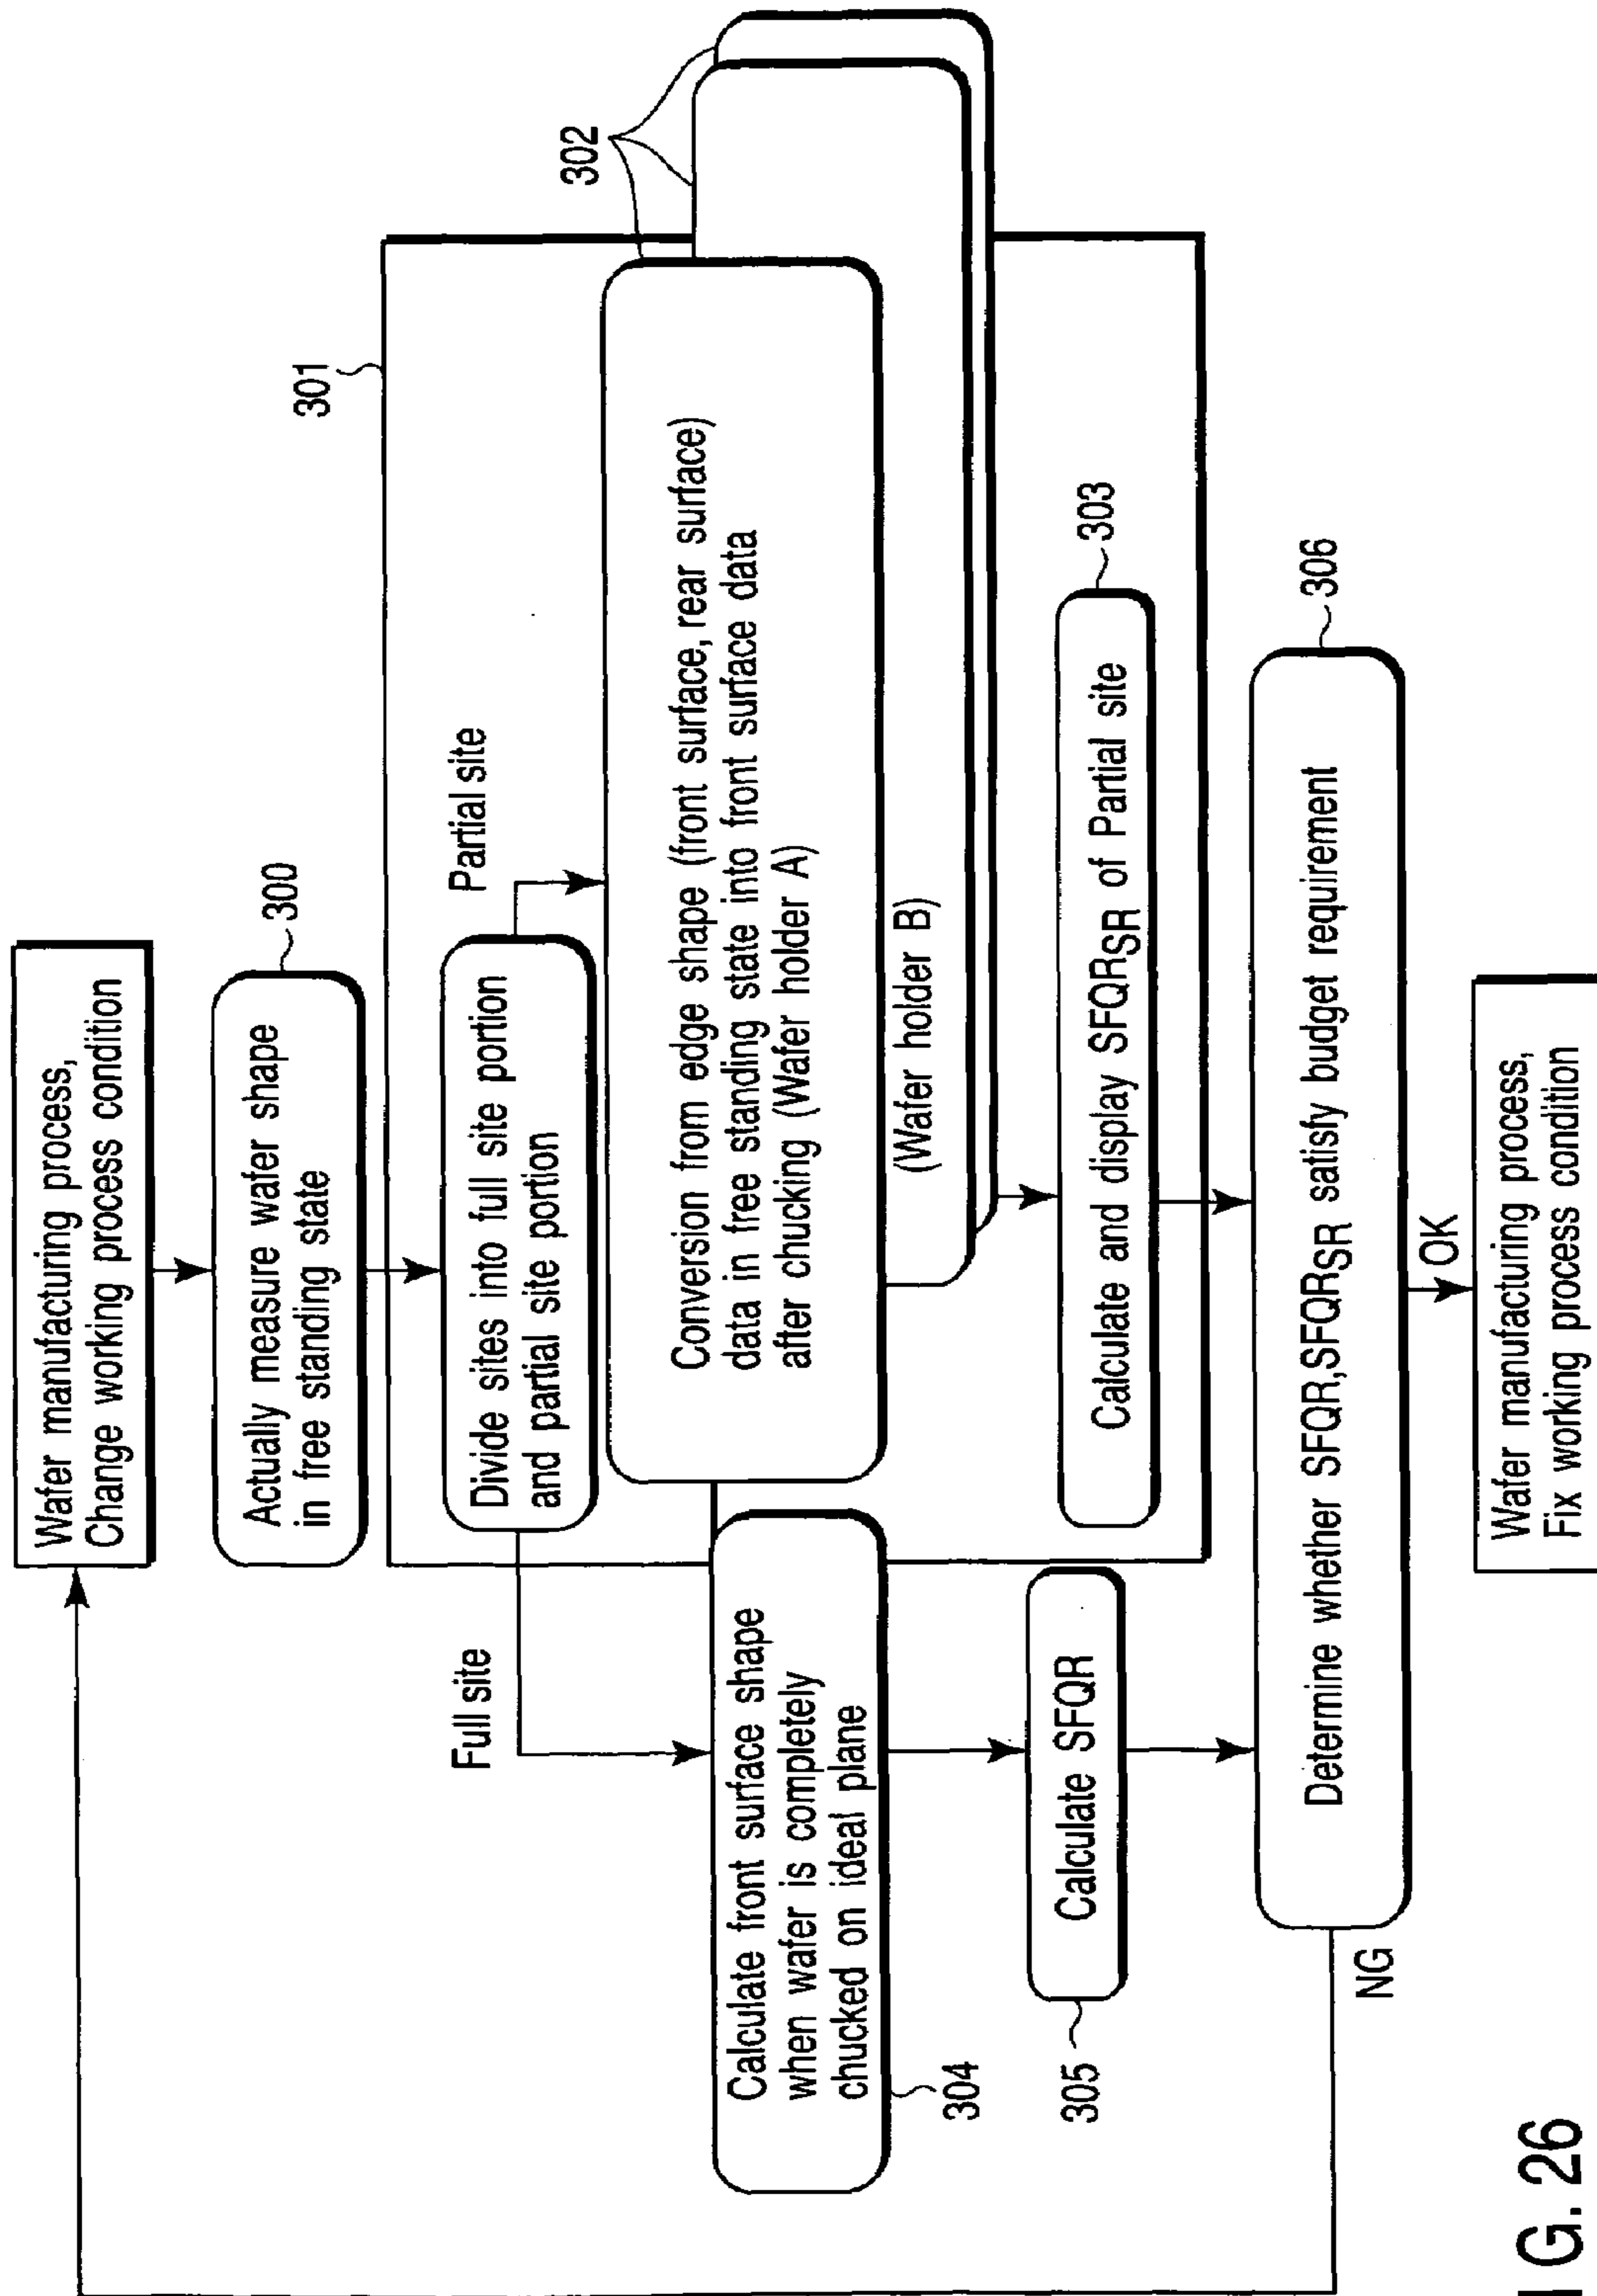 Wafer manufacturing process,
Change working process condition
Actually measure wafer shape
in free standing state
300
301
Divide sites into full site portion
and partial site portion
Full site
Partial site
302
Conversion from edge shape (front surface, rear surface)
data in free standing state into front surface data
after chucking (Wafer holder A)
(Wafer holder B)
Calculate front surface shape
when wafer is completely
chucked on ideal plane
304
Calculate and display SFQRSR of Partial site
303
Calculate SFQR
305
Determine whether SFQR,SFQRSR satisfy budget requirement
306
NG
OK
Wafer manufacturing process,
Fix working process condition
G. 26